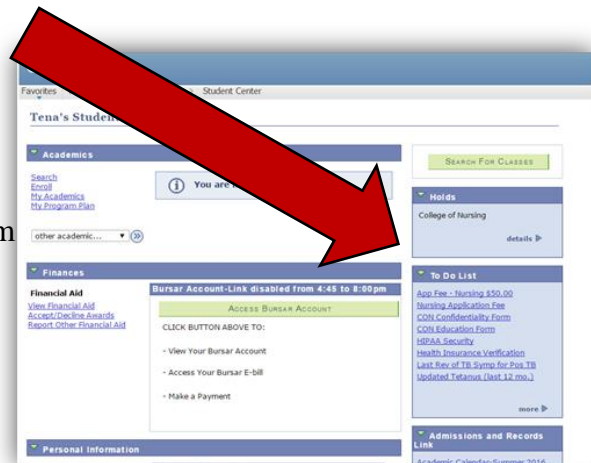 Favorites
Student Center
Tena's Studen
Academics
Search
Enroll
My Academics
My Program Plan
You are
m
other academic...
Finances
Financial Aid
View Financial Aid
Accept/Decline Awards
Report Other Financial Aid
Bursar Account-Link disabled from 4:45 to 8:00pm
ACCESS BURSAR ACCOUNT
CLICK BUTTON ABOVE TO:
- View Your Bursar Account
- Access Your Bursar E-bill
- Make a Payment
Personal Information
SEARCH FOR CLASSES
Holds
College of Nursing
details
To Do List
App Fee - Nursing $50.00
Nursing Application Fee
CON Confidentiality Form
CON Education Form
HIPAA Security
Health Insurance Verification
Last Rev of TB Symp for Pos TB
Updated Tetanus (last 12 mo.)
more
Admissions and Records
Link
Academic Calendar-Summer 2016